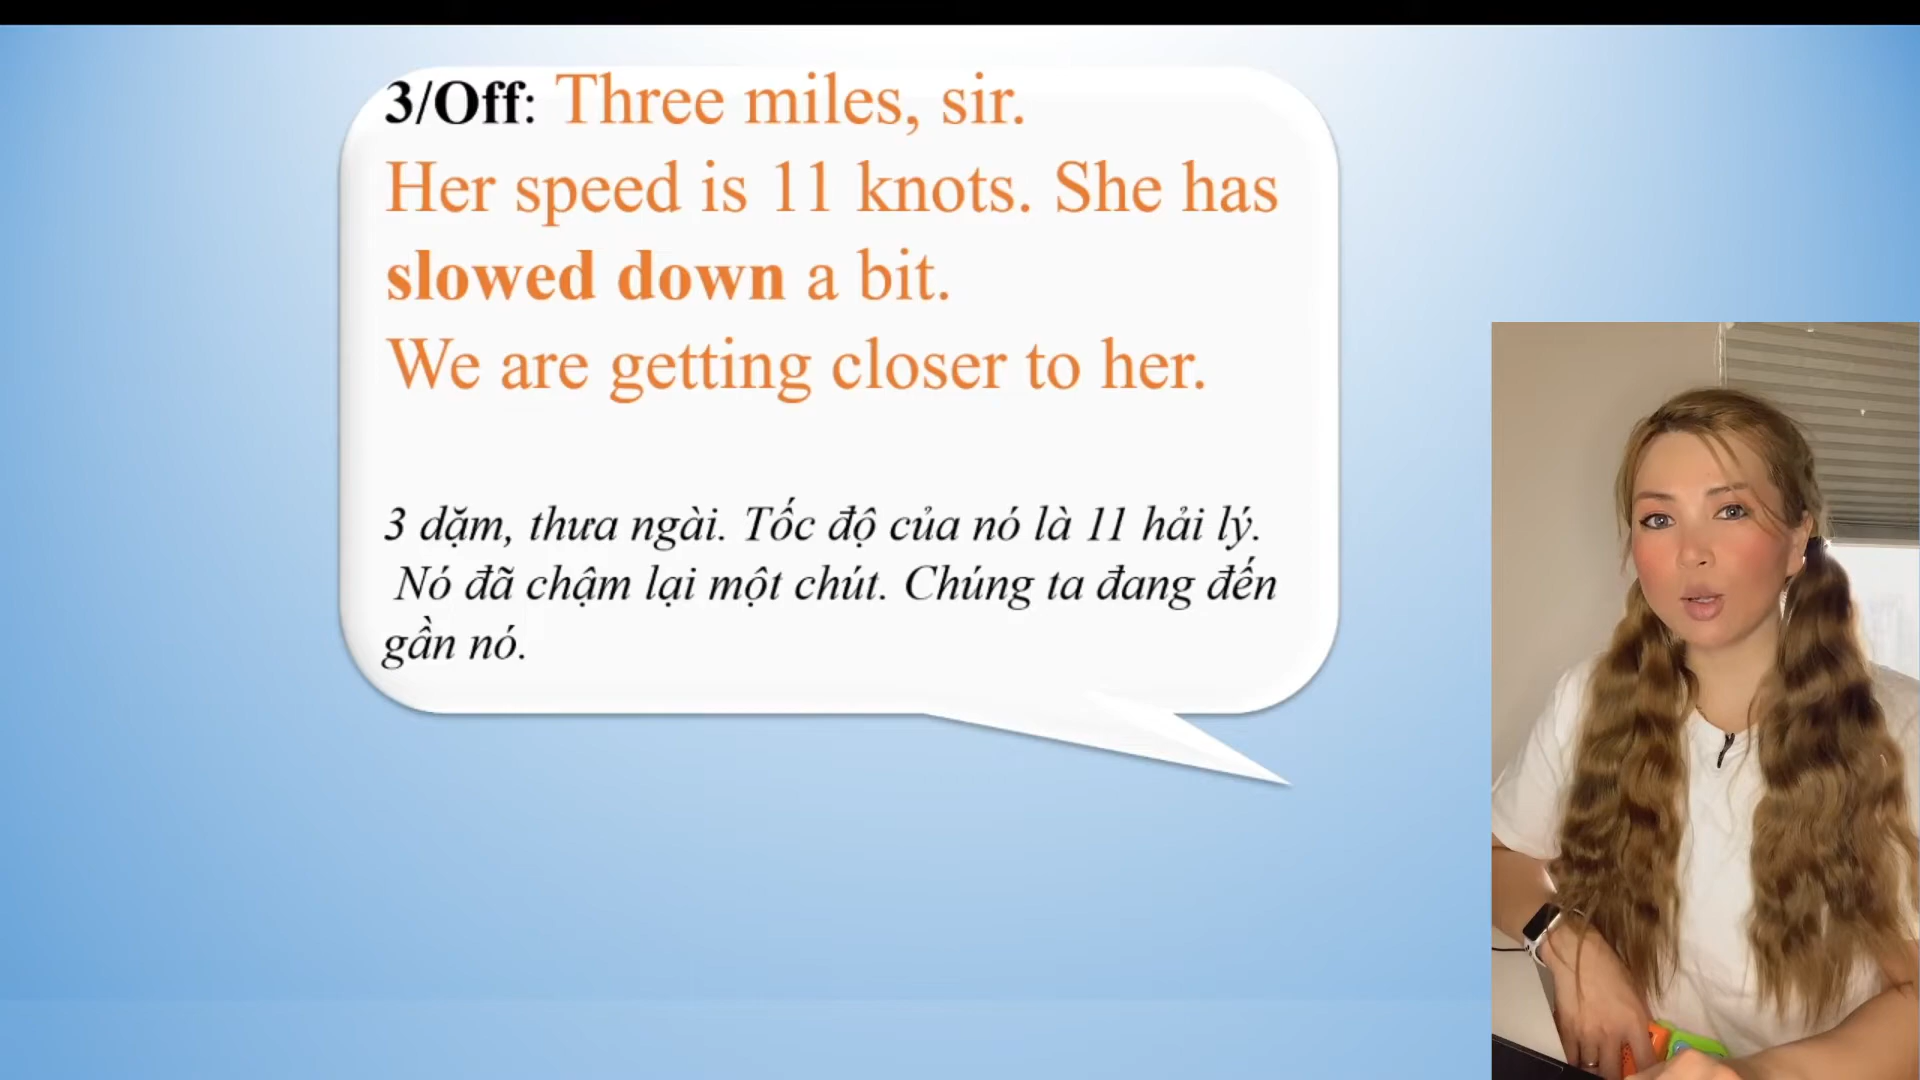 3/Off: Three miles, sir.
Her speed is 11 knots. She has
slowed down a bit.
We are getting closer to her.
3 dặm, thưa ngài. Tốc độ của nó là 11 hải lý.
Nó đã chậm lại một chút. Chúng ta đang đến
gần nó.